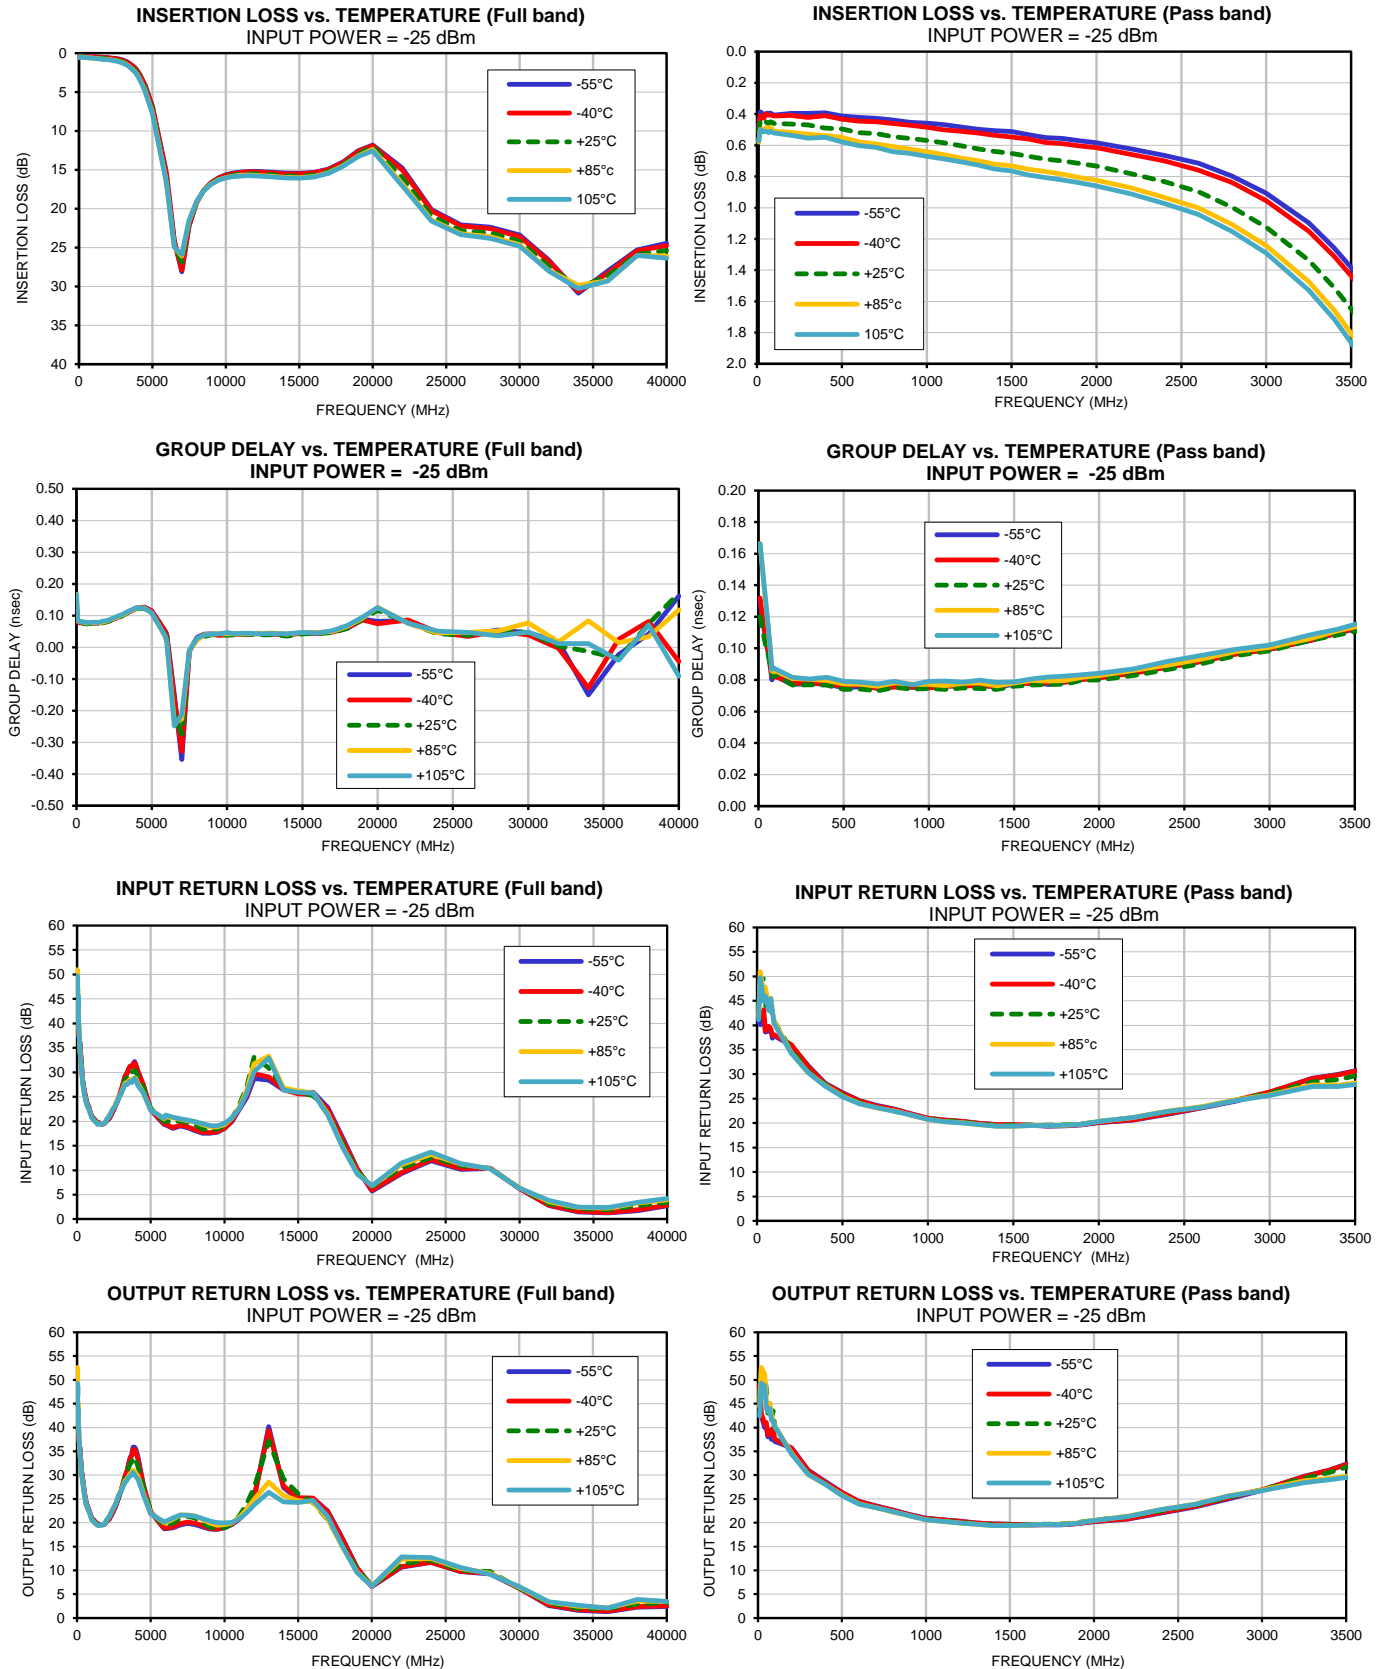 INSERTION LOSS vs. TEMPERATURE (Full band)
INPUT POWER = -25 dBm
INSERTION LOSS (dB)
0
5
10
15
20
25
30
35
40
-55°C
-40°C
+25°C
+85°c
105°C
0 5000 10000 15000 20000 25000 30000 35000 40000
FREQUENCY (MHz)
INSERTION LOSS vs. TEMPERATURE (Pass band)
INPUT POWER = -25 dBm
INSERTION LOSS (dB)
0.0
0.2
0.4
0.6
0.8
1.0
1.2
1.4
1.6
1.8
2.0
-55°C
-40°C
+25°C
+85°c
105°C
0 500 1000 1500 2000 2500 3000 3500
FREQUENCY (MHz)
GROUP DELAY vs. TEMPERATURE (Full band)
INPUT POWER = -25 dBm
GROUP DELAY (nsec)
0.50
0.40
0.30
0.20
0.10
0.00
-0.10
-0.20
-0.30
-0.40
-0.50
-55°C
-40°C
+25°C
+85°C
+105°C
0 5000 10000 15000 20000 25000 30000 35000 40000
FREQUENCY (MHz)
GROUP DELAY vs. TEMPERATURE (Pass band)
INPUT POWER = -25 dBm
GROUP DELAY (nsec)
0.20
0.18
0.16
0.14
0.12
0.10
0.08
0.06
0.04
0.02
0.00
-55°C
-40°C
+25°C
+85°C
+105°C
0 500 1000 1500 2000 2500 3000 3500
FREQUENCY (MHz)
INPUT RETURN LOSS vs. TEMPERATURE (Full band)
INPUT POWER = -25 dBm
INPUT RETURN LOSS (dB)
60
55
50
45
40
35
30
25
20
15
10
5
0
-55°C
-40°C
+25°C
+85°c
+105°C
0 5000 10000 15000 20000 25000 30000 35000 40000
FREQUENCY (MHz)
INPUT RETURN LOSS vs. TEMPERATURE (Pass band)
INPUT POWER = -25 dBm
INPUT RETURN LOSS (dB)
60
55
50
45
40
35
30
25
20
15
10
5
0
-55°C
-40°C
+25°C
+85°c
+105°C
0 500 1000 1500 2000 2500 3000 3500
FREQUENCY (MHz)
OUTPUT RETURN LOSS vs. TEMPERATURE (Full band)
INPUT POWER = -25 dBm
OUTPUT RETURN LOSS (dB)
60
55
50
45
40
35
30
25
20
15
10
5
0
-55°C
-40°C
+25°C
+85°C
+105°C
0 5000 10000 15000 20000 25000 30000 35000 40000
FREQUENCY (MHz)
OUTPUT RETURN LOSS vs. TEMPERATURE (Pass band)
INPUT POWER = -25 dBm
OUTPUT RETURN LOSS (dB)
60
55
50
45
40
35
30
25
20
15
10
5
0
-55°C
-40°C
+25°C
+85°C
+105°C
0 500 1000 1500 2000 2500 3000 3500
FREQUENCY (MHz)